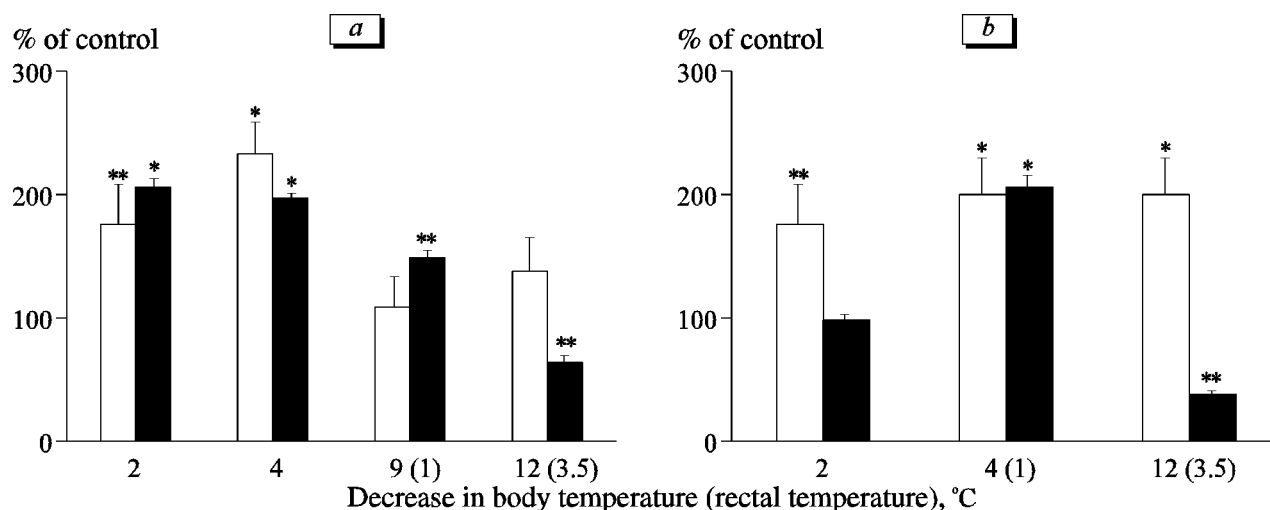 a
% of control
300
200
100
0
** * * * ** **
2 4 9 (1) 12 (3.5)
b
% of control
300
200
100
0
** * * * **
2 4 (1) 12 (3.5)
Decrease in body temperature (rectal temperature), °C